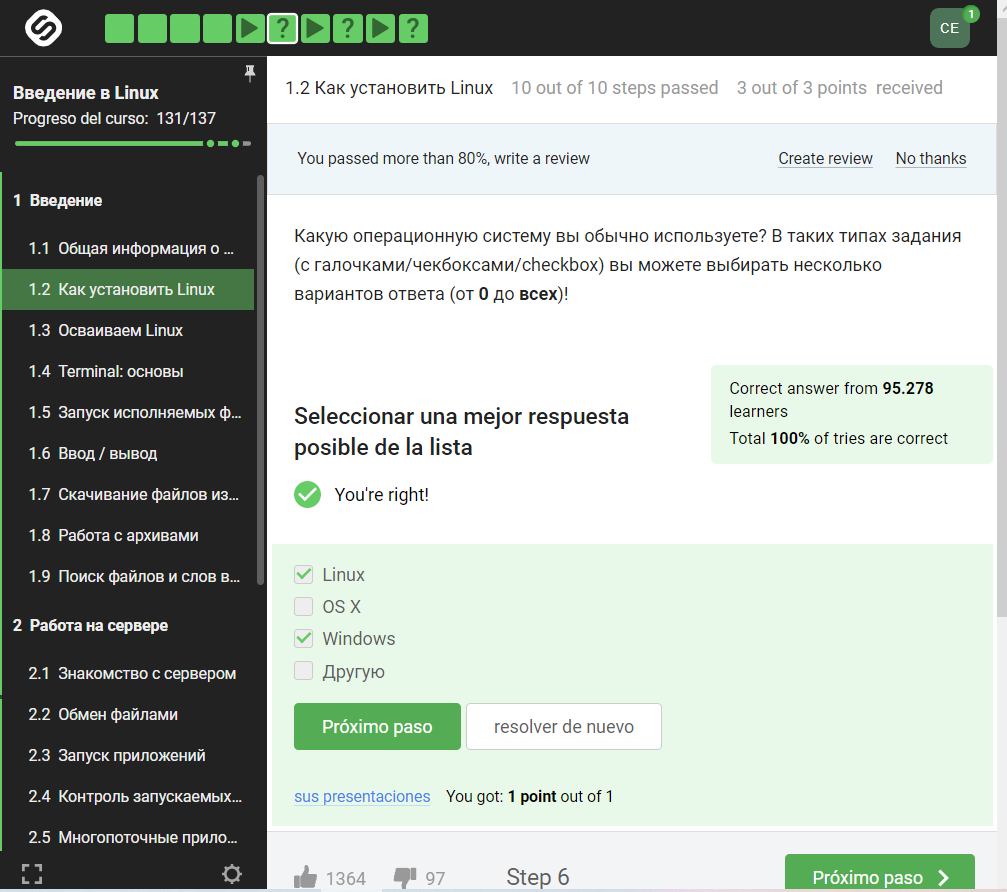 ? ? ?
CE
1
Введение в Linux
Progreso del curso: 131/137
1 Введение
1.1 Общая информация о ...
1.2 Как установить Linux
1.3 Осваиваем Linux
1.4 Terminal: основы
1.5 Запуск исполняемых ф...
1.6 Ввод / вывод
1.7 Скачивание файлов из...
1.8 Работа с архивами
1.9 Поиск файлов и слов в...
2 Работа на сервере
2.1 Знакомство с сервером
2.2 Обмен файлами
2.3 Запуск приложений
2.4 Контроль запускаемых...
2.5 Многопоточные прило...
1.2 Как установить Linux 10 out of 10 steps passed 3 out of 3 points received
You passed more than 80%, write a review Create review No thanks
Какую операционную систему вы обычно используете? В таких типах задания
(с галочками/чекбоксами/checkbox) вы можете выбирать несколько
вариантов ответа (от 0 до всех)!
Correct answer from 95.278
learners
Total 100% of tries are correct
Seleccionar una mejor respuesta
posible de la lista
You're right!
Linux
OS X
Windows
Другую
Próximo paso resolver de nuevo
sus presentaciones You got: 1 point out of 1
1364 97 Step 6 Próximo paso